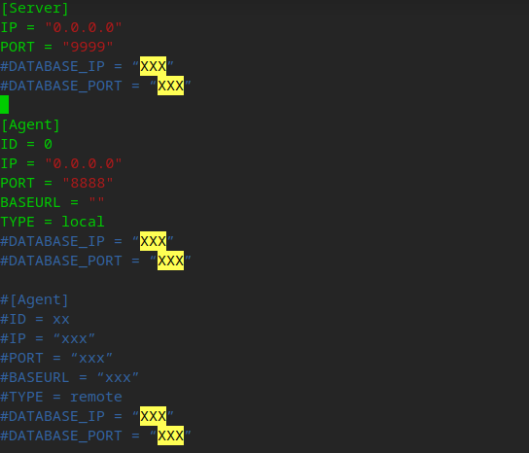 [Server]
IP = "0.0.0.0"
PORT = "9999"
#DATABASE_IP = “XXX”
#DATABASE_PORT = “XXX”
[Agent]
ID = 0
IP = "0.0.0.0"
PORT = "8888"
BASEURL = ""
TYPE = local
#DATABASE_IP = “XXX”
#DATABASE_PORT = “XXX”
#[Agent]
#ID = xx
#IP = “xxx”
#PORT = “xxx”
#BASEURL = “xxx”
#TYPE = remote
#DATABASE_IP = “XXX”
#DATABASE_PORT = “XXX”